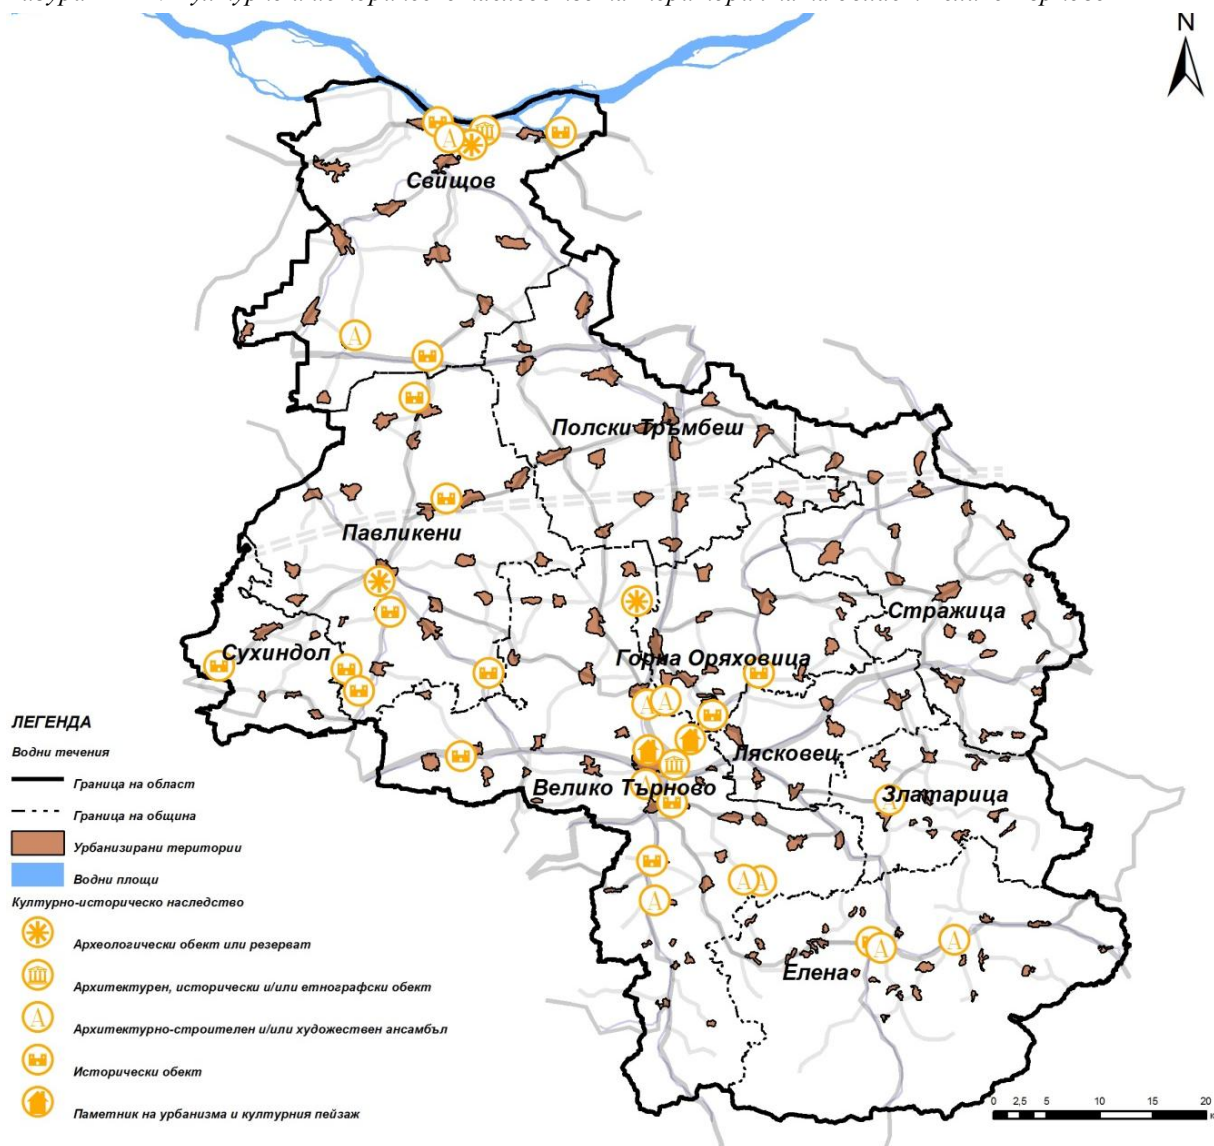 N
Свищов
Полски Тръмбеш
Павликени
Стражица
Сухиндол
Горна Оряховица
Лясковец
Велико Търново
Златарица
Елена
ЛЕГЕНДА
Водни течения
Граница на област
Граница на община
Урбанизирани територии
Водни площи
Културно-историческо наследство
Археологически обект или резерват
Архитектурен, исторически и/или етнографски обект
А Архитектурно-строителен и/или художествен ансамбъл
Исторически обект
Паметник на урбанизма и културния пейзаж
0 2,5 5 10 15 20